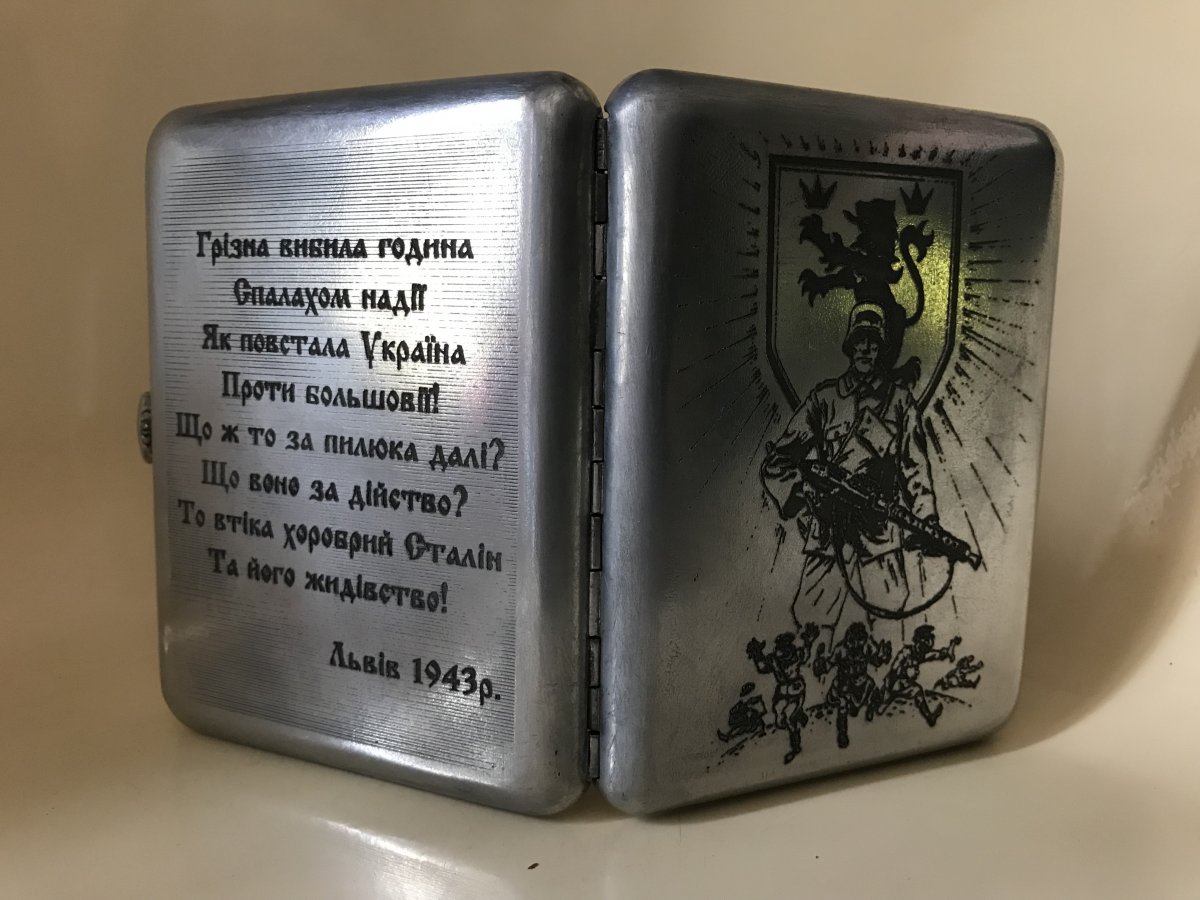 Грізна вибила година
Спалахом надії
Як повстала Україна
Проти большовії!
Що ж то за пилюка далі?
Що воно за дійство?
То втіка хоробрий Сталін
Та його жидівство!
Львів 1943р.